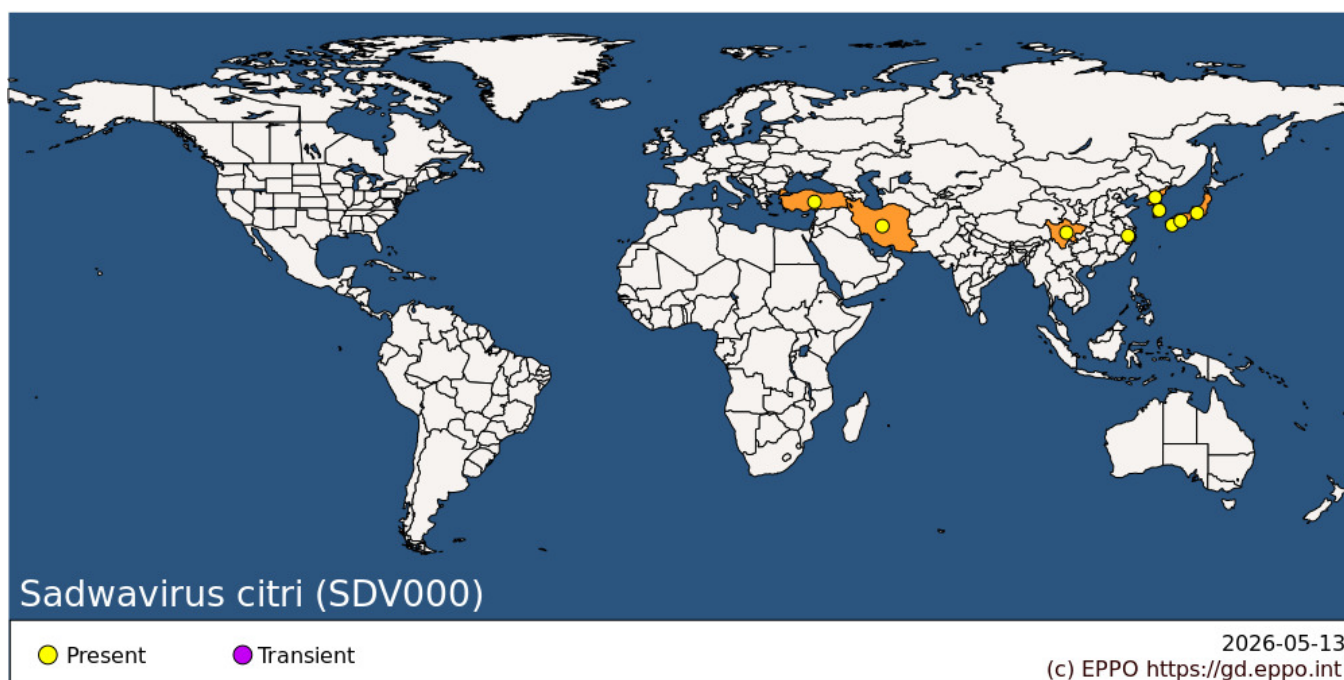 Sadwavirus citri (SDV000)
Present
Transient
2026-05-13
(c) EPPO https://gd.eppo.int